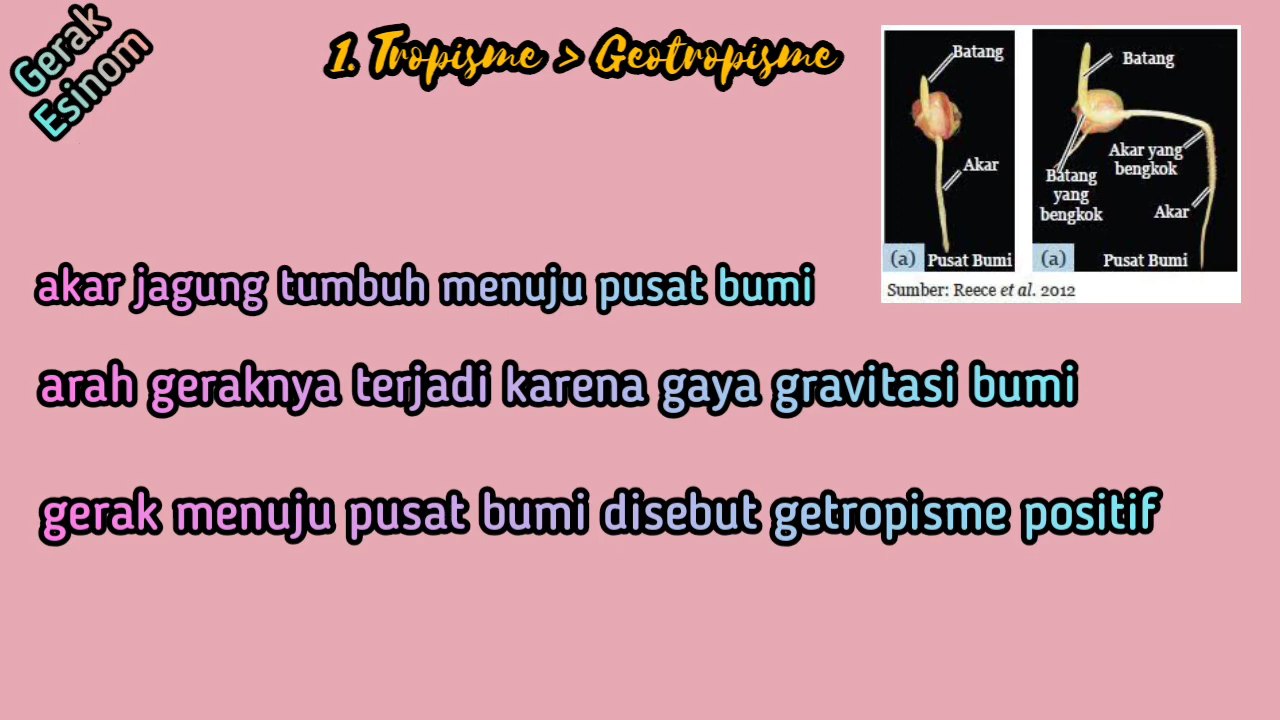 Gerak
Esinom
1. Tropisme > Geotropisme
Batang
Akar
(a) Pusat Bumi
Batang
Akar yang
bengkok
Batang
yang
bengkok
Akar
(a) Pusat Bumi
Sumber: Reece et al. 2012
akar jagung tumbuh menuju pusat bumi
arah geraknya terjadi karena gaya gravitasi bumi
gerak menuju pusat bumi disebut getropisme positif